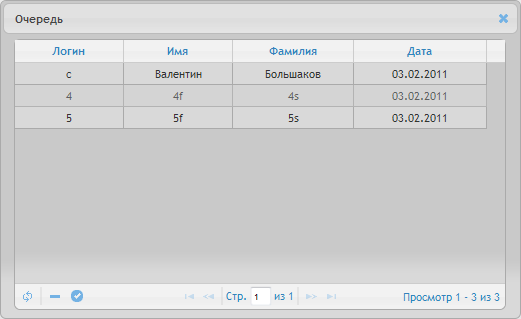 Очередь
Логин Имя Фамилия Дата
c Валентин Большаков 03.02.2011
4 4f 4s 03.02.2011
5 5f 5s 03.02.2011
Стр. 1 из 1 Просмотр 1 - 3 из 3